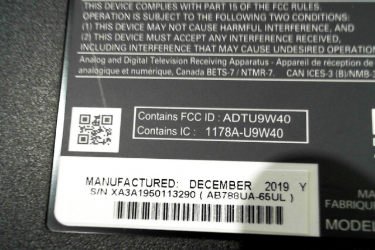 THIS DEVICE COMPLIES WITH PART 15 OF THE FCC RULES.
OPERATION IS SUBJECT TO THE FOLLOWING TWO CONDITIONS:
(1) THIS DEVICE MAY NOT CAUSE HARMFUL INTERFERENCE, AND
(2) THIS DEVICE MUST ACCEPT ANY INTERFERENCE RECEIVED,
INCLUDING INTERFERENCE THAT MAY CAUSE UNDESIRED OPERATION
Analog and Digital Television Receiving Apparatus - Appareil de réception de
analogique et numérique, Canada BETS-7 / NTMR-7. CAN ICES-3 (B)/NMB-3
Contains FCC ID : ADTU9W40
Contains IC : 1178A-U9W40
MANUFACTURED: DECEMBER 2019 Y
S/N XA3A1950113290 ( AB788UA-65UL )
MA
FABRIQUÉ
MODEL